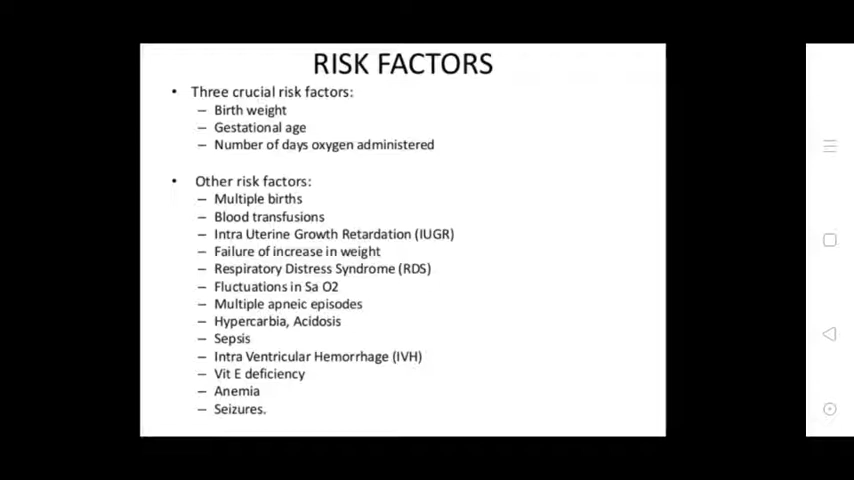 RISK FACTORS
• Three crucial risk factors:
– Birth weight
– Gestational age
– Number of days oxygen administered
• Other risk factors:
– Multiple births
– Blood transfusions
– Intra Uterine Growth Retardation (IUGR)
– Failure of increase in weight
– Respiratory Distress Syndrome (RDS)
– Fluctuations in Sa O2
– Multiple apneic episodes
– Hypercarbia, Acidosis
– Sepsis
– Intra Ventricular Hemorrhage (IVH)
– Vit E deficiency
– Anemia
– Seizures.